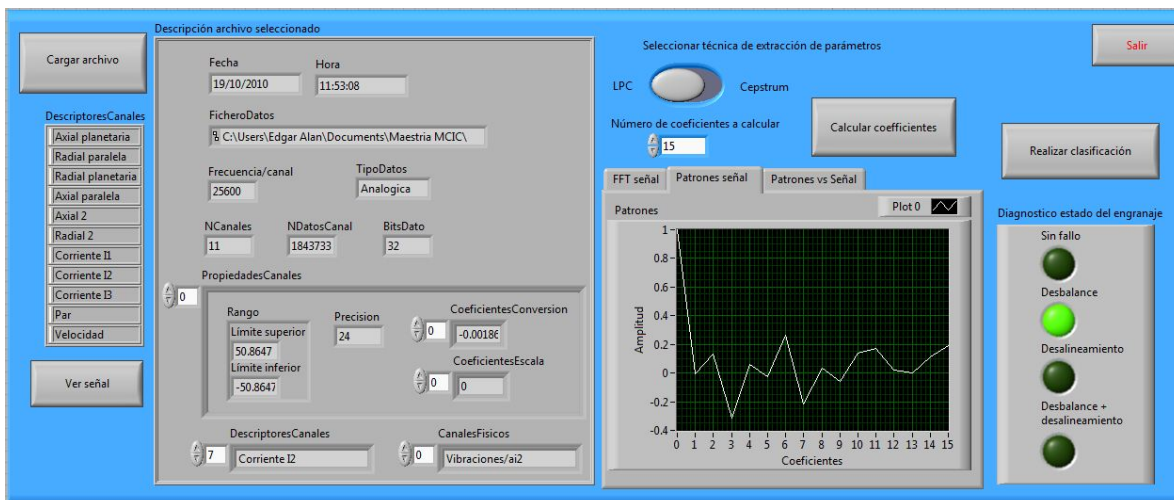 Cargar archivo
DescriptoresCanales
Axial planetaria
Radial paralela
Radial planetaria
Axial paralela
Axial 2
Radial 2
Corriente I1
Corriente I2
Corriente I3
Par
Velocidad
Ver señal
Descripción archivo seleccionado
Fecha
Hora
19/10/2010
11:53:08
FicheroDatos
C:\Users\Edgar Alan\Documents\Maestria MCIC\
Frecuencia/canal
TipoDatos
25600
Analogica
NCanales
NDatosCanal
BitsDato
11
1843733
32
PropiedadesCanales
0
Rango
Límite superior
50.8647
Límite inferior
-50.8647
Precision
24
CoeficientesConversion
0
-0.00186
CoeficientesEscala
0
0
DescriptoresCanales
7
Corriente I2
CanalesFisicos
0
Vibraciones/ai2
Seleccionar técnica de extracción de parámetros
LPC
Cepstrum
Número de coeficientes a calcular
15
Calcular coefficientes
FFT señal
Patrones señal
Patrones vs Señal
Patrones
Plot 0
Amplitud
1
0.8
0.6
0.4
0.2
0
-0.2
-0.4
0 1 2 3 4 5 6 7 8 9 10 11 12 13 14 15
Coeficientes
Salir
Realizar clasificación
Diagnostico estado del engranaje
Sin fallo
Desbalance
Desalineamiento
Desbalance +
desalineamiento